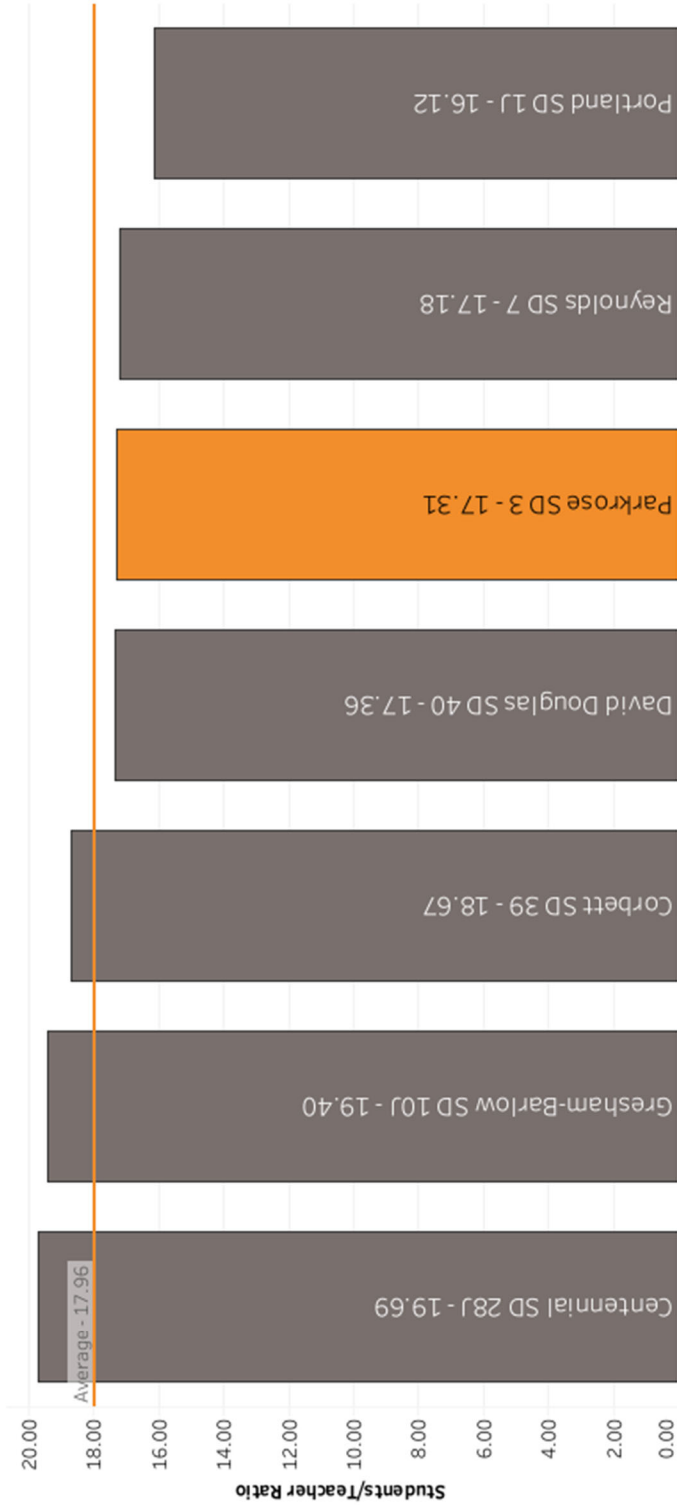 Students/Teacher Ratio
20.00
18.00
16.00
14.00
12.00
10.00
8.00
6.00
4.00
2.00
0.00
Average - 17.96
Centennial SD 28J - 19.69
Gresham-Barlow SD 10J - 19.40
Corbett SD 39 - 18.67
David Douglas SD 40 - 17.36
Parkrose SD 3 - 17.31
Reynolds SD 7 - 17.18
Portland SD 1J - 16.12